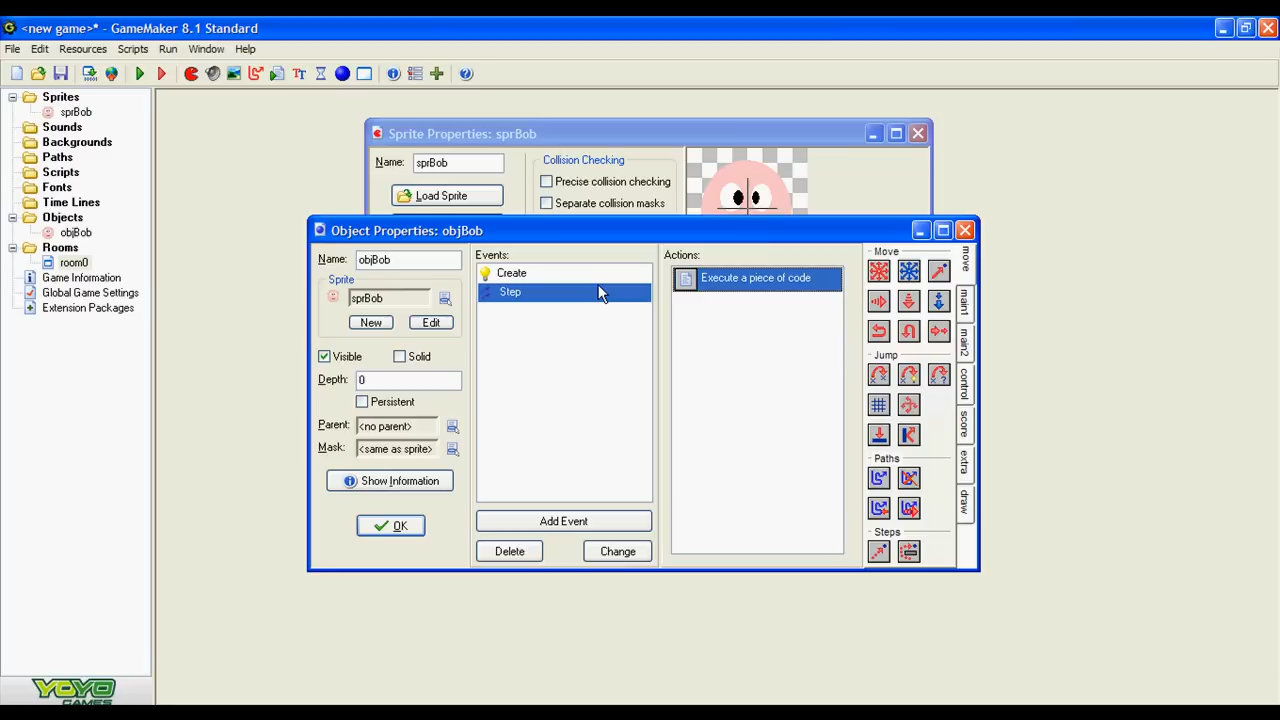 <new game>* - GameMaker 8.1 Standard
File Edit Resources Scripts Run Window Help
Sprites
sprBob
Sounds
Backgrounds
Paths
Scripts
Fonts
Time Lines
Objects
objBob
Rooms
room0
Game Information
Global Game Settings
Extension Packages
YOYO
GAMES
Sprite Properties: sprBob
Name: sprBob
Load Sprite
Collision Checking
Precise collision checking
Separate collision masks
Object Properties: objBob
Name: objBob
Sprite
sprBob
New Edit
Visible Solid
Depth: 0
Persistent
Parent: <no parent>
Mask: <same as sprite>
Show Information
OK
Events:
Create
Step
Add Event
Delete Change
Actions:
Execute a piece of code
Move
Jump
Paths
Steps
move
main1
main2
control
score
extra
draw